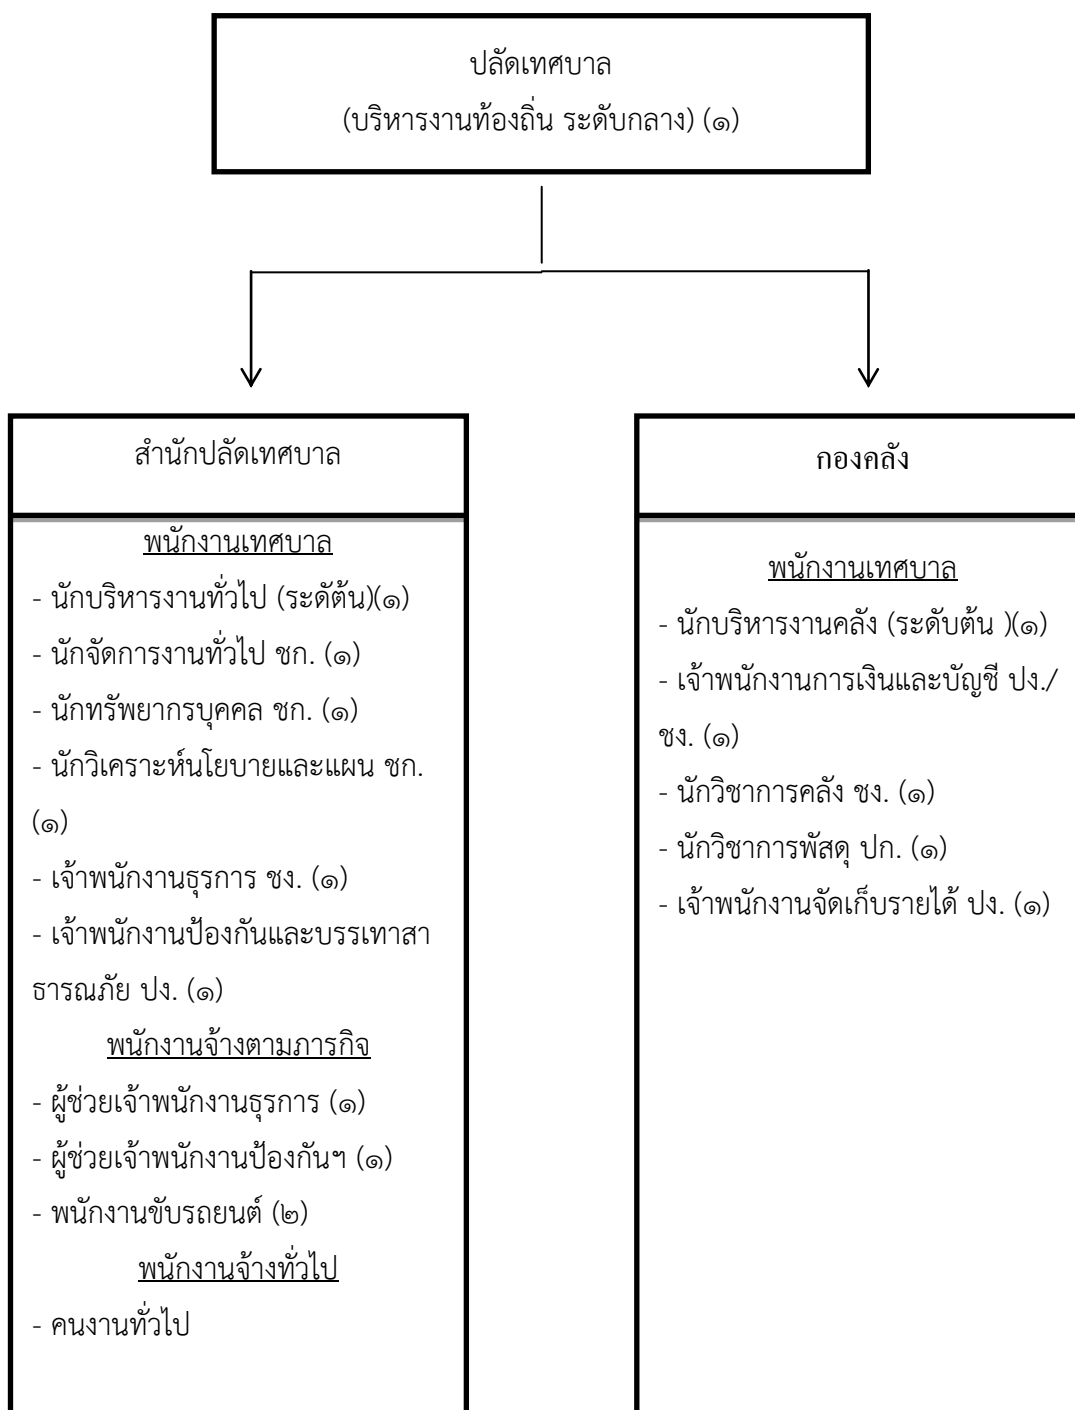 ปลัดเทศบาล
(บริหารงานท้องถิ่น ระดับกลาง) (๑)
สำนักปลัดเทศบาล
พนักงานเทศบาล
- นักบริหารงานทั่วไป (ระดัต้น)(๑)
- นักจัดการงานทั่วไป ชก. (๑)
- นักทรัพยากรบุคคล ชก. (๑)
- นักวิเคราะห์นโยบายและแผน ชก.
(๑)
- เจ้าพนักงานธุรการ ชง. (๑)
- เจ้าพนักงานป้องกันและบรรเทาสา
ธารณภัย ปง. (๑)
พนักงานจ้างตามภารกิจ
- ผู้ช่วยเจ้าพนักงานธุรการ (๑)
- ผู้ช่วยเจ้าพนักงานป้องกันฯ (๑)
- พนักงานขับรถยนต์ (๒)
พนักงานจ้างทั่วไป
- คนงานทั่วไป
กองคลัง
พนักงานเทศบาล
- นักบริหารงานคลัง (ระดับต้น )(๑)
- เจ้าพนักงานการเงินและบัญชี ปง./
ชง. (๑)
- นักวิชาการคลัง ชง. (๑)
- นักวิชาการพัสดุ ปก. (๑)
- เจ้าพนักงานจัดเก็บรายได้ ปง. (๑)